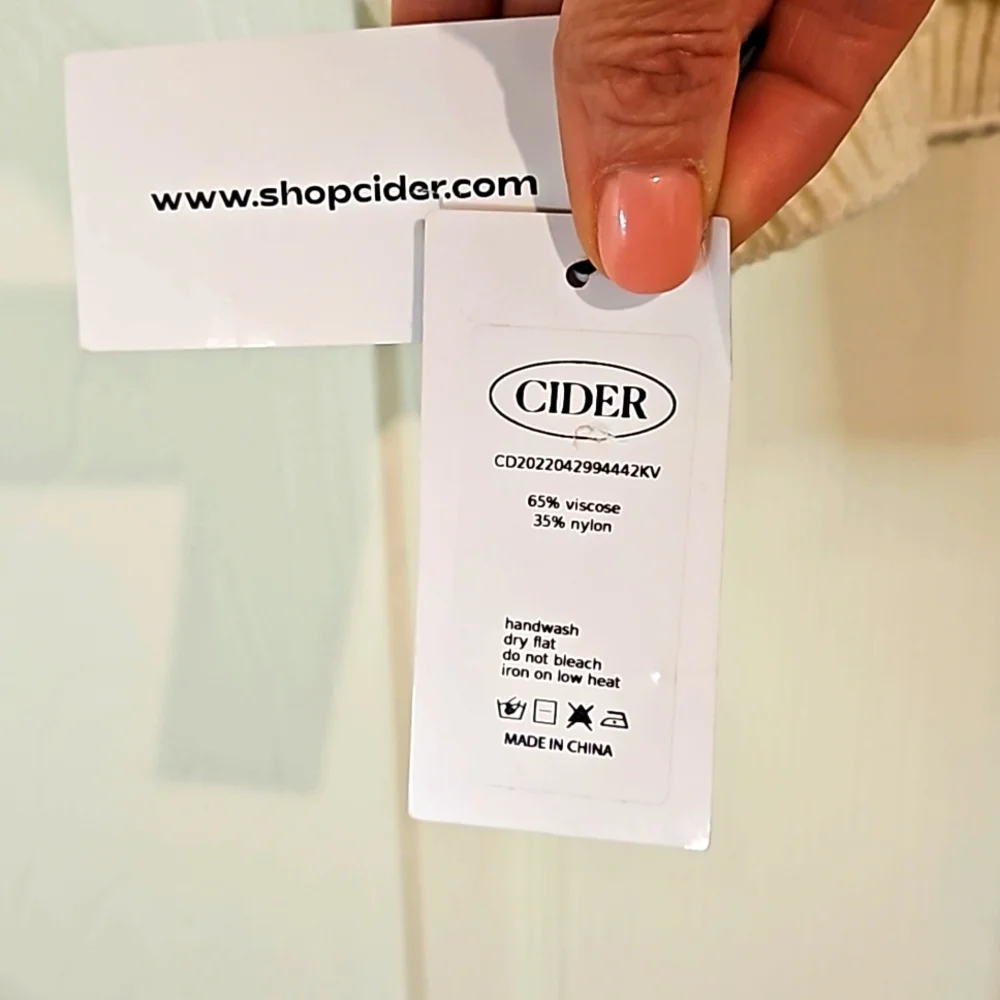 www.shopcider.com
CIDER
CD2022042994442KV
65% viscose
35% nylon
handwash
dry flat
do not bleach
iron on low heat
MADE IN CHINA